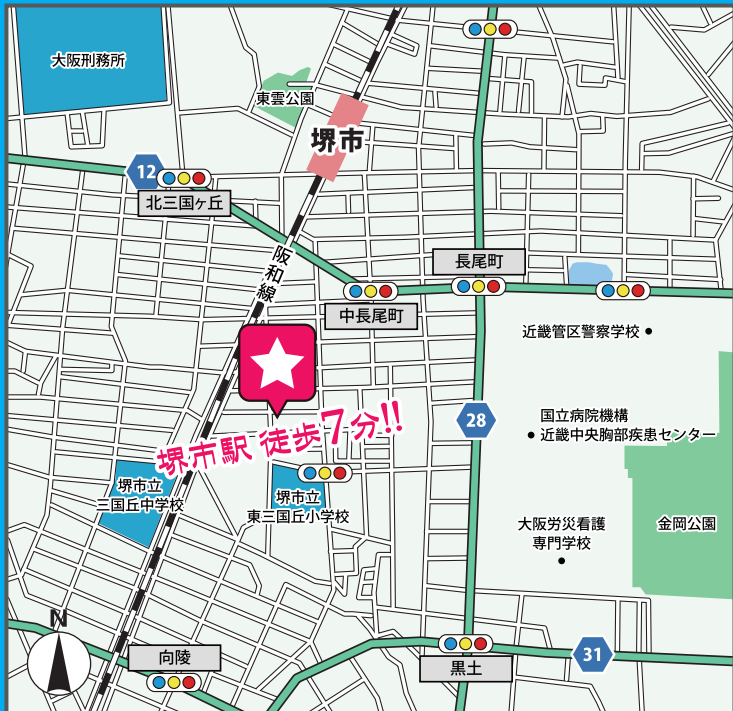 大阪刑務所
東雲公園
堺市
12
北三国ヶ丘
阪和線
長尾町
中長尾町
近畿管区警察学校
28
国立病院機構
近畿中央胸部疾患センター
堺市駅 徒歩7分!!
堺市立
三国丘中学校
堺市立
東三国丘小学校
大阪労災看護
専門学校
金岡公園
N
向陵
黒土
31